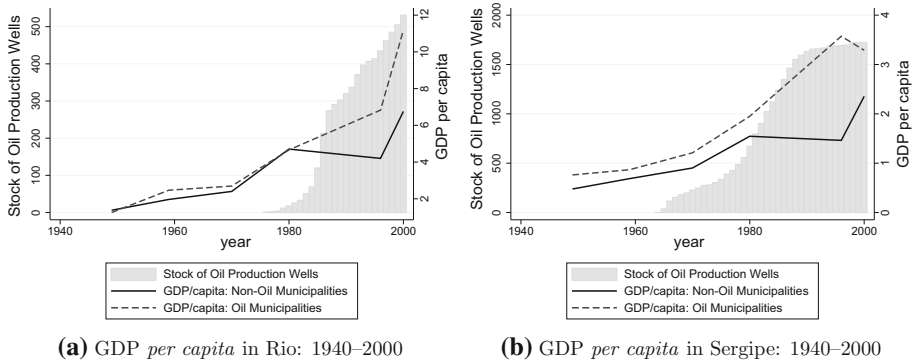 Stock of Oil Production Wells
0 100 200 300 400 500
2 4 6 8 10 12
GDP per capita
1940 1960 1980 2000
year
Stock of Oil Production Wells
GDP/capita: Non-Oil Municipalities
GDP/capita: Oil Municipalities
(a) GDP per capita in Rio: 1940–2000
Stock of Oil Production Wells
0 500 1000 1500 2000
0 1 2 3 4
GDP per capita
1940 1960 1980 2000
year
Stock of Oil Production Wells
GDP/capita: Non-Oil Municipalities
GDP/capita: Oil Municipalities
(b) GDP per capita in Sergipe: 1940–2000